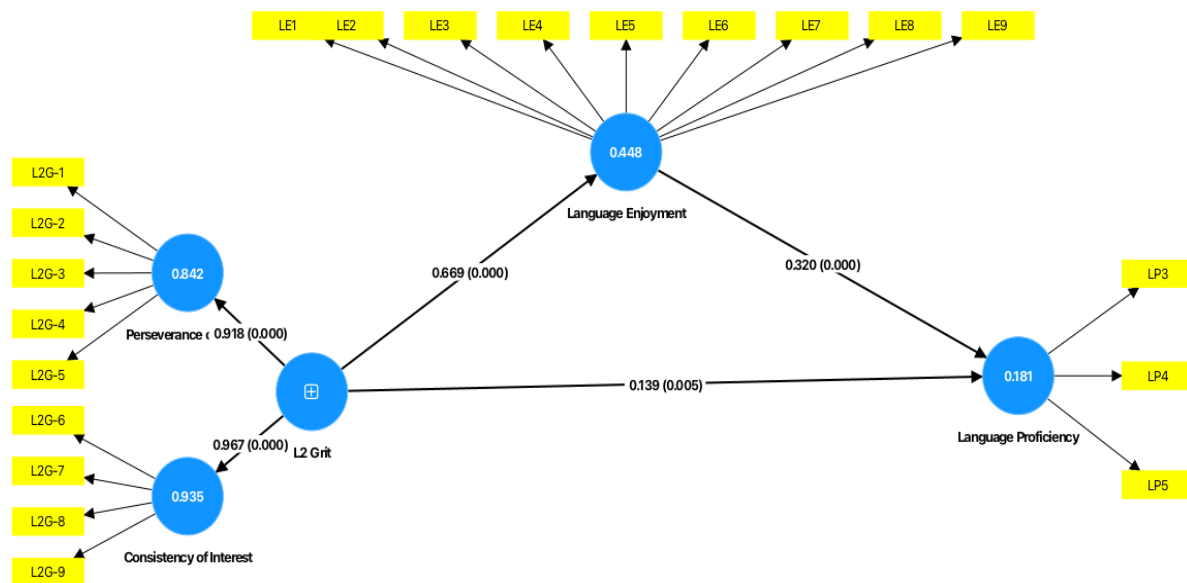 LE1 LE2 LE3 LE4 LE5 LE6 LE7 LE8 LE9
0.448
Language Enjoyment
L2G-1
L2G-2
L2G-3
L2G-4
L2G-5
0.842
Perseverance
0.918 (0.000)
0.669 (0.000)
0.320 (0.000)
0.139 (0.005)
L2 Grit
0.967 (0.000)
L2G-6
L2G-7
L2G-8
L2G-9
0.935
Consistency of Interest
0.181
Language Proficiency
LP3
LP4
LP5